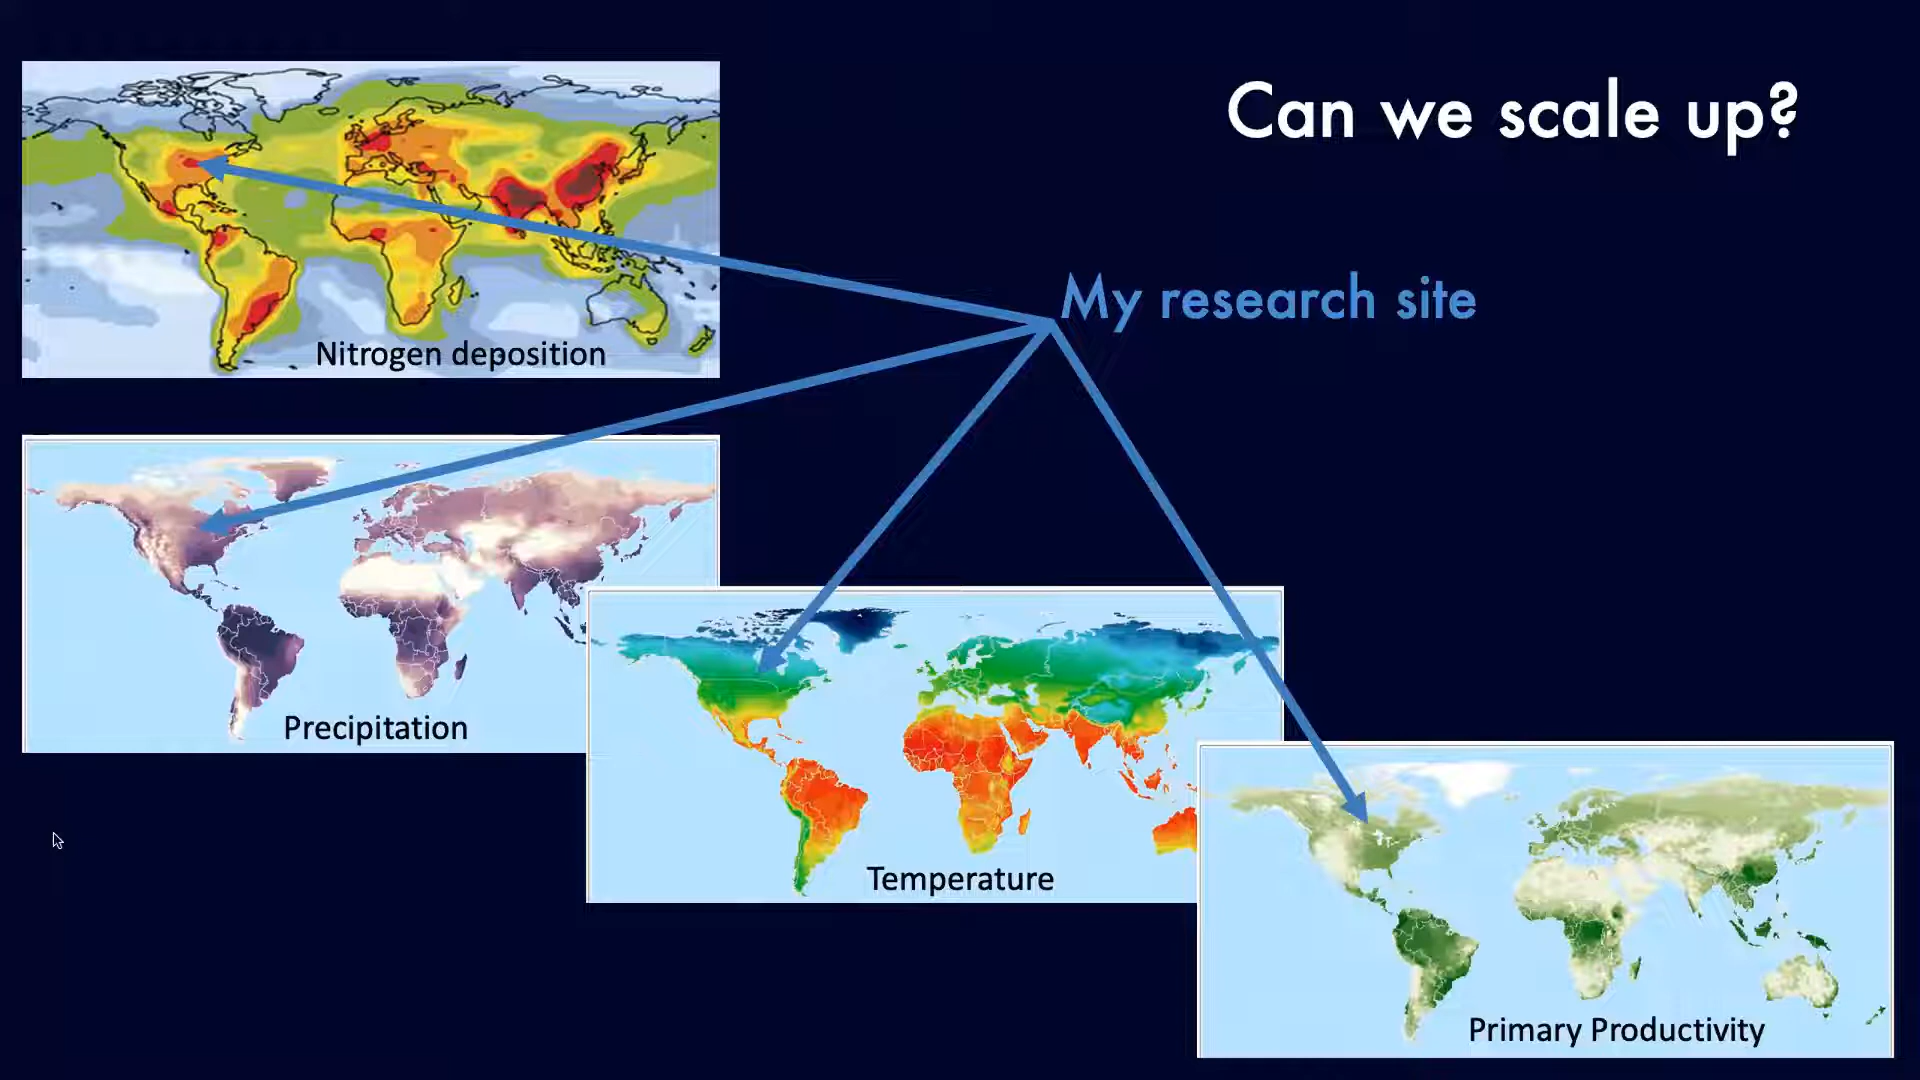 Can we scale up?
My research site
Nitrogen deposition
Precipitation
Temperature
Primary Productivity